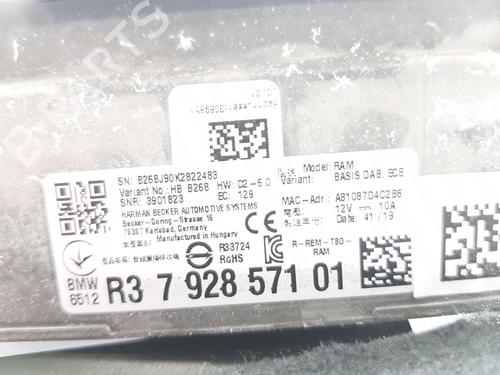 SN: B268J90K2822483
Variant No.: HB B268 HW: D2-6.0
SNR: 3901823 EC: 129
HARMAN BECKER AUTOMOTIVE SYSTEMS
Becker-Göring-Strasse 16
76307 Karlsbad, Germany
Manufactured in Hungary
Model: RAM
Variant: BASIS DAB, ECE
MAC-Adr.: A81087D4C286
12V 10A
Date: 41/19
R33724
RoHS
R-REM-T80-
RAM
BMW
6512
R3 7 928 571 01